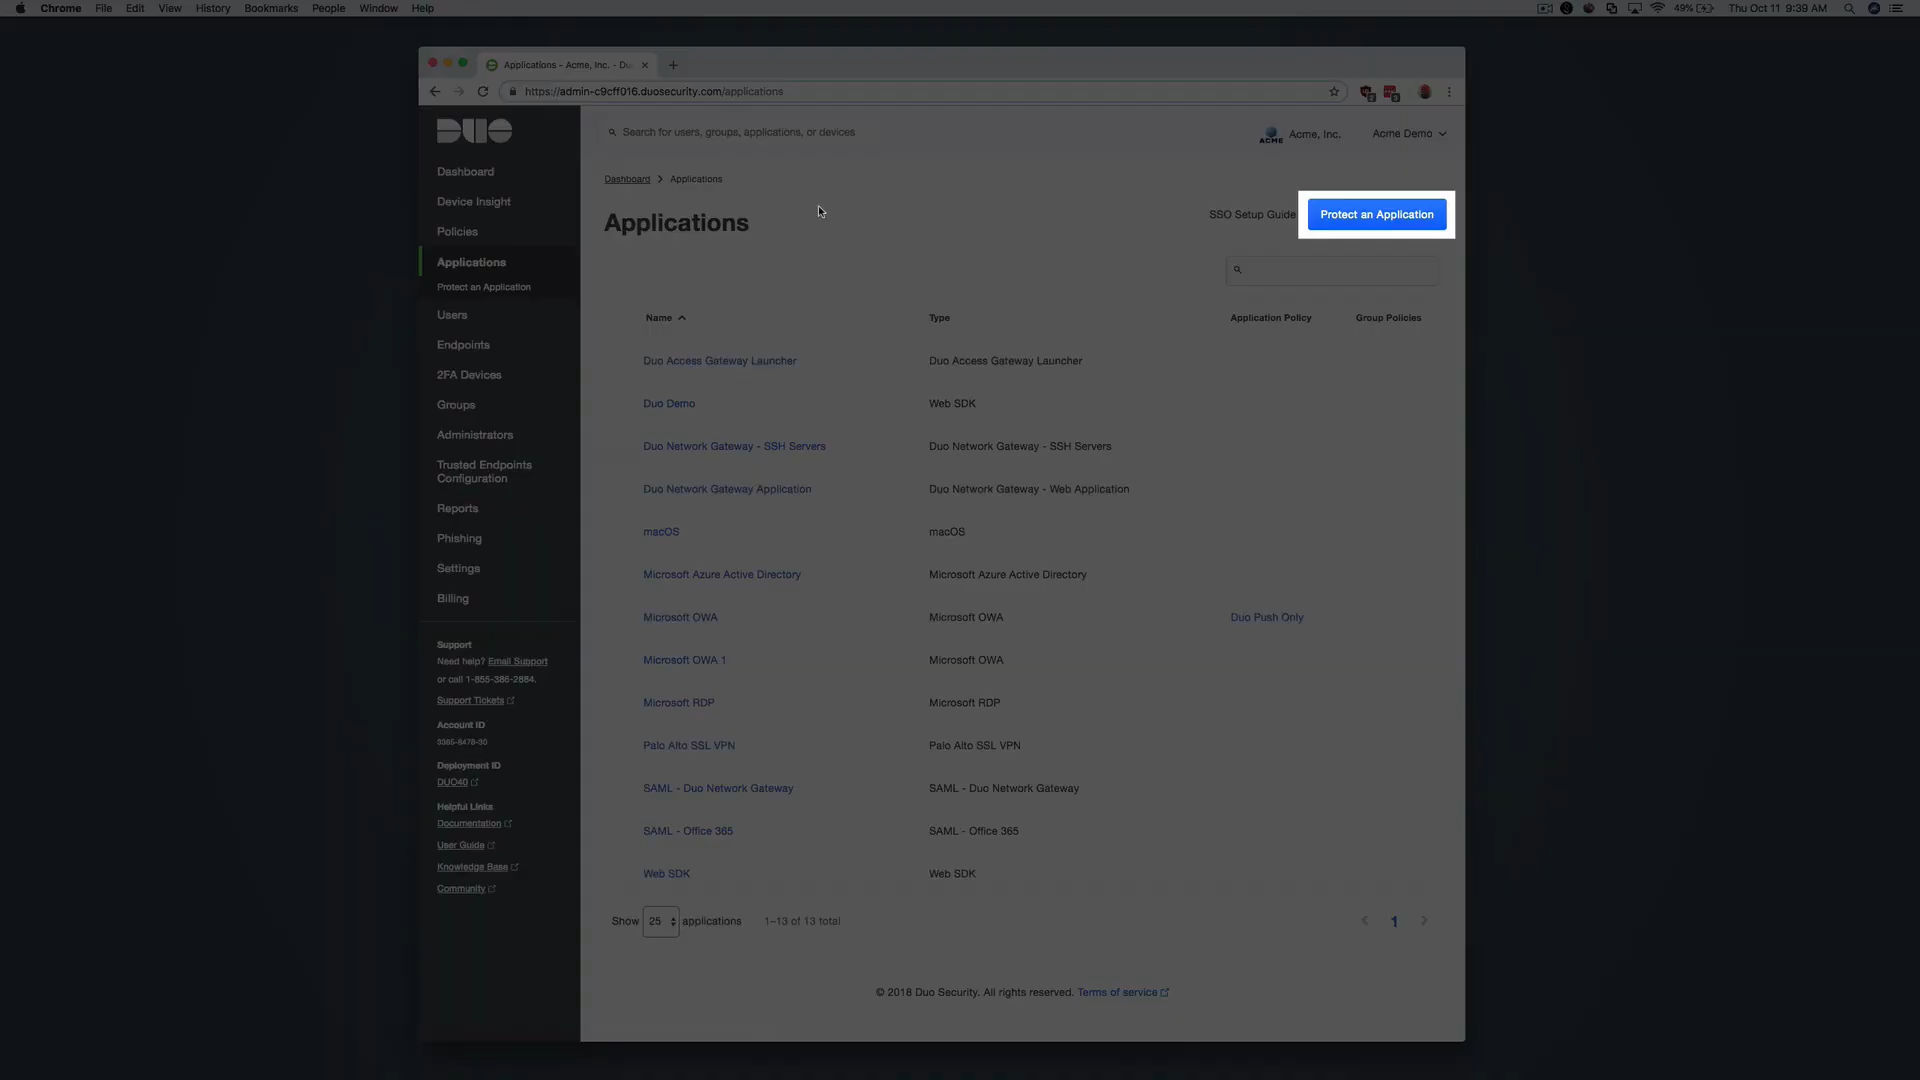 Chrome File Edit View History Bookmarks People Window Help
49% Thu Oct 11 9:39 AM
Applications - Acme, Inc. - Du
https://admin-c9cff016.duosecurity.com/applications
DUO
Search for users, groups, applications, or devices
ACME Acme, Inc. Acme Demo
Dashboard
Device Insight
Policies
Applications
Protect an Application
Users
Endpoints
2FA Devices
Groups
Administrators
Trusted Endpoints
Configuration
Reports
Phishing
Settings
Billing
Support
Need help? Email Support
or call 1-855-386-2884.
Support Tickets
Account ID
3365-8478-30
Deployment ID
DUO40
Helpful Links
Documentation
User Guide
Knowledge Base
Community
Dashboard > Applications
Applications
SSO Setup Guide Protect an Application
Name Type Application Policy Group Policies
Duo Access Gateway Launcher Duo Access Gateway Launcher
Duo Demo Web SDK
Duo Network Gateway - SSH Servers Duo Network Gateway - SSH Servers
Duo Network Gateway Application Duo Network Gateway - Web Application
macOS macOS
Microsoft Azure Active Directory Microsoft Azure Active Directory
Microsoft OWA Microsoft OWA Duo Push Only
Microsoft OWA 1 Microsoft OWA
Microsoft RDP Microsoft RDP
Palo Alto SSL VPN Palo Alto SSL VPN
SAML - Duo Network Gateway SAML - Duo Network Gateway
SAML - Office 365 SAML - Office 365
Web SDK Web SDK
Show 25 applications 1–13 of 13 total
1
© 2018 Duo Security. All rights reserved. Terms of service